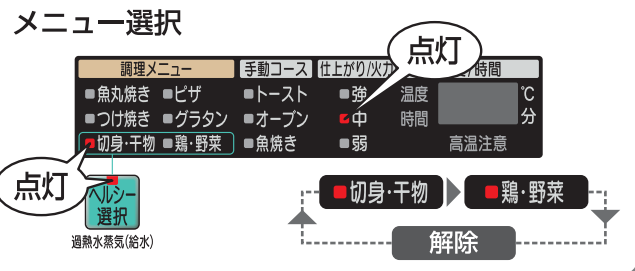 メニュー選択
点灯
調理メニュー 手動コース 仕上がり/火力 /時間
魚丸焼き ピザ トースト 強 温度 ℃
つけ焼き グラタン オーブン 中 時間 分
切身·干物 鶏·野菜 魚焼き 弱 高温注意
点灯
ヘルシー
選択
過熱水蒸気(給水)
切身·干物 鶏·野菜
解除